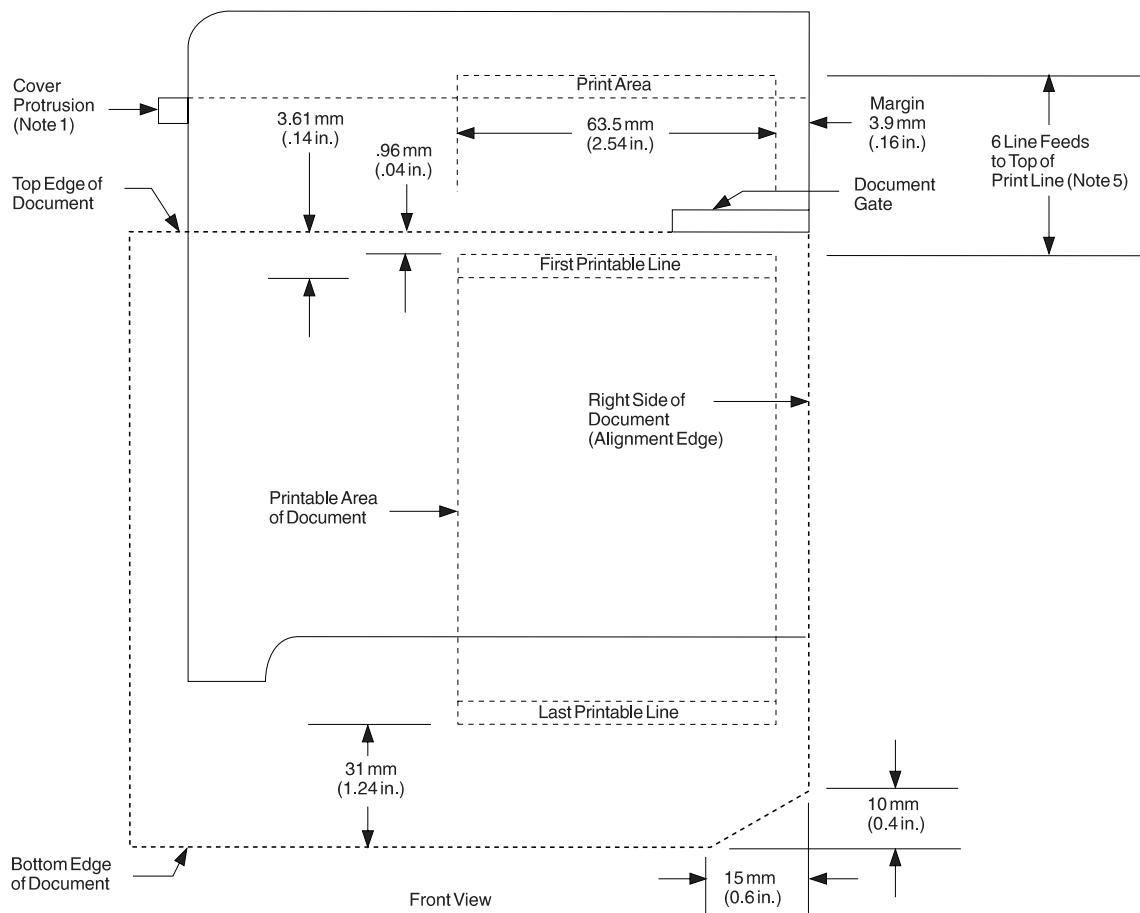 Print Area
Cover
Protrusion
(Note 1)
3.61 mm
(.14 in.)
63.5 mm
(2.54 in.)
Margin
3.9 mm
(.16 in.)
.96 mm
(.04 in.)
6 Line Feeds
to Top of
Print Line (Note 5)
Top Edge of
Document
Document
Gate
First Printable Line
Right Side of
Document
(Alignment Edge)
Printable Area
of Document
Last Printable Line
31 mm
(1.24 in.)
10 mm
(0.4 in.)
Bottom Edge
of Document
15 mm
(0.6 in.)
Front View